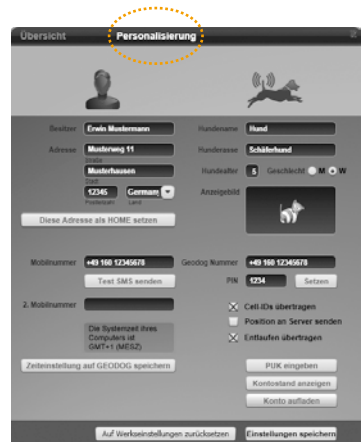 Übersicht
Personalisierung
Besitzer
Erwin Mustermann
Adresse
Musterweg 11
Straße
Musterhausen
Stadt
12345
German
Postleitzahl
Land
Diese Adresse als HOME setzen
Hundename
Hund
Hunderasse
Schäferhund
Hundealter
5
Geschlecht
M
W
Anzeigebild
Mobilnummer
+49 160 12345678
Test SMS senden
2. Mobilnummer
Die Systemzeit ihres
Computers ist
GMT+1 (MESZ)
Zeiteinstellung auf GEODOG speichern
Geodog Nummer
+49 160 12345678
PIN
1234
Setzen
Cell-IDs übertragen
Position an Server senden
Entlaufen übertragen
PUK eingeben
Kontostand anzeigen
Konto aufladen
Auf Werkseinstellungen zurücksetzen
Einstellungen speichern